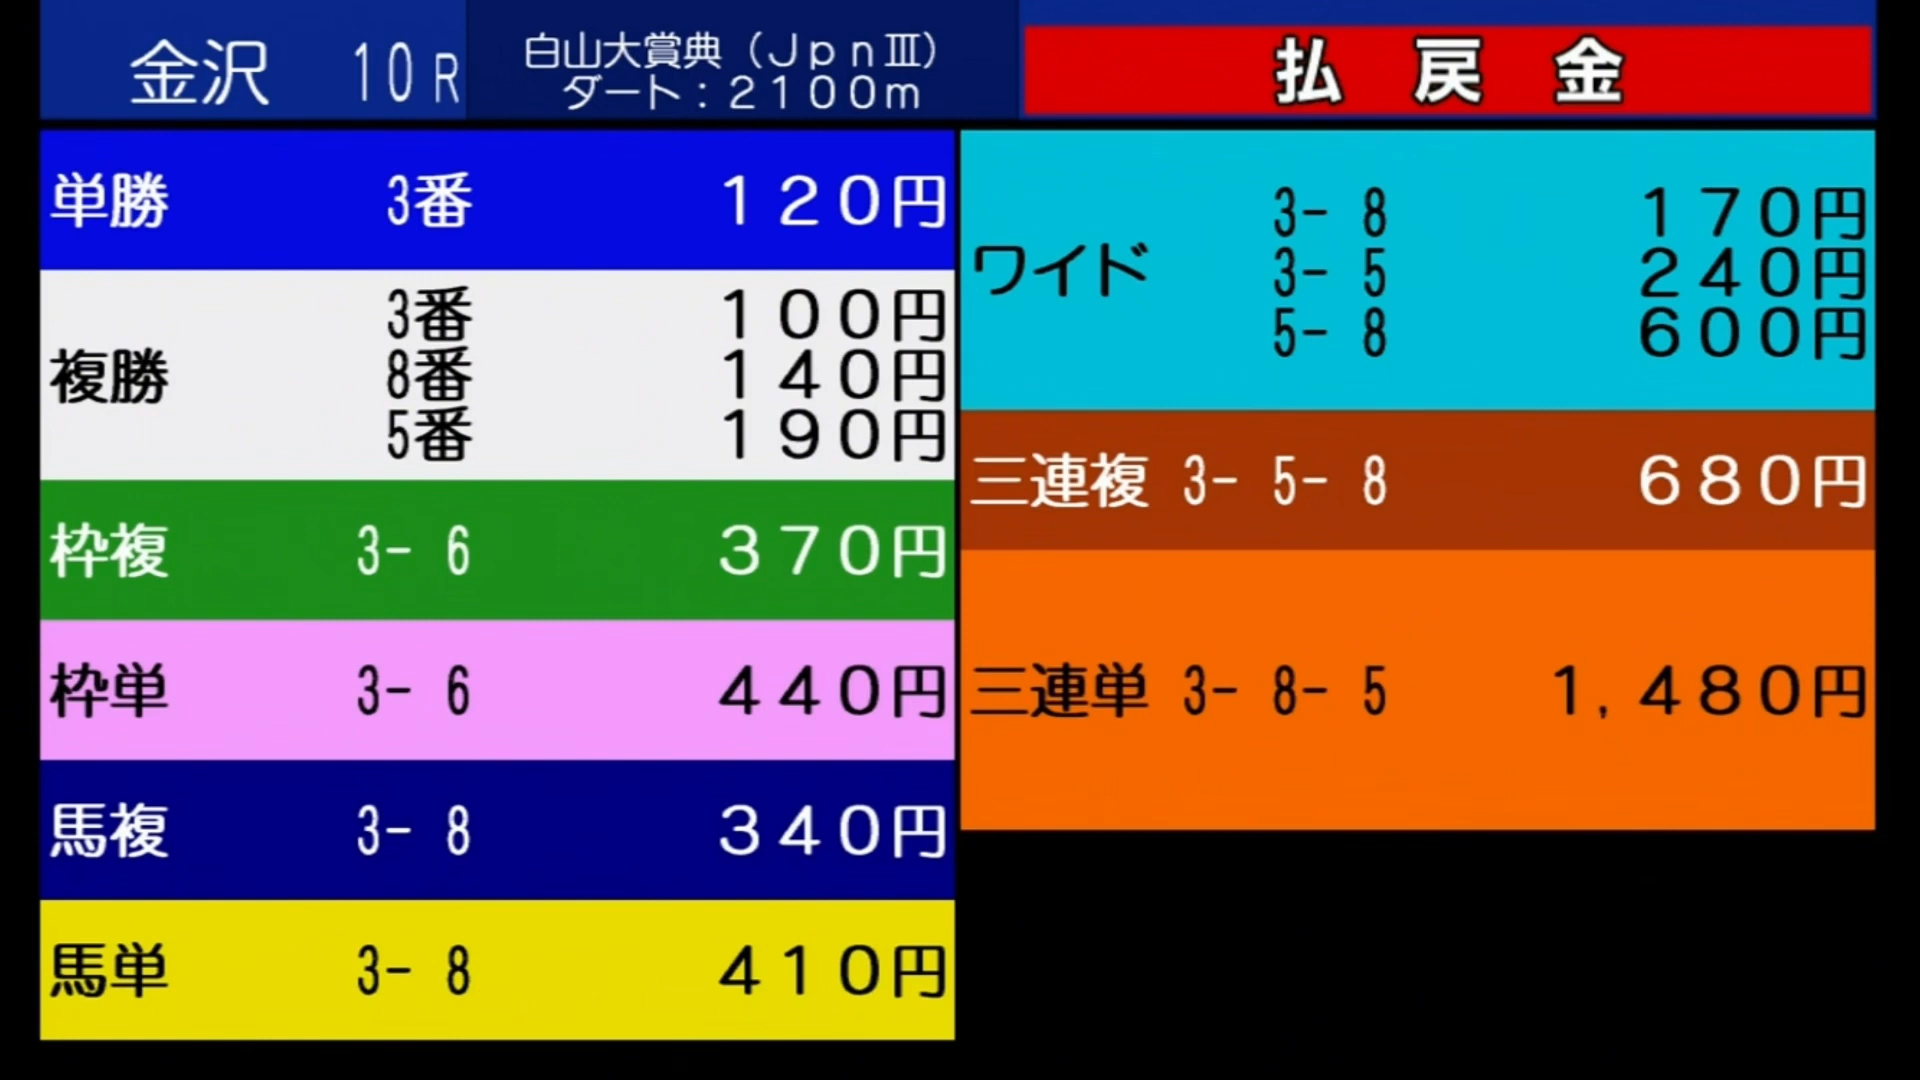 金沢 10R
白山大賞典（ＪｐｎⅢ）
ダート：２１００ｍ
払戻金
単勝 3番 １２０円
複勝
3番 １００円
8番 １４０円
5番 １９０円
枠複 3- 6 ３７０円
枠単 3- 6 ４４０円
馬複 3- 8 ３４０円
馬単 3- 8 ４１０円
ワイド
3- 8 １７０円
3- 5 ２４０円
5- 8 ６００円
三連複 3- 5- 8 ６８０円
三連単 3- 8- 5 １,４８０円